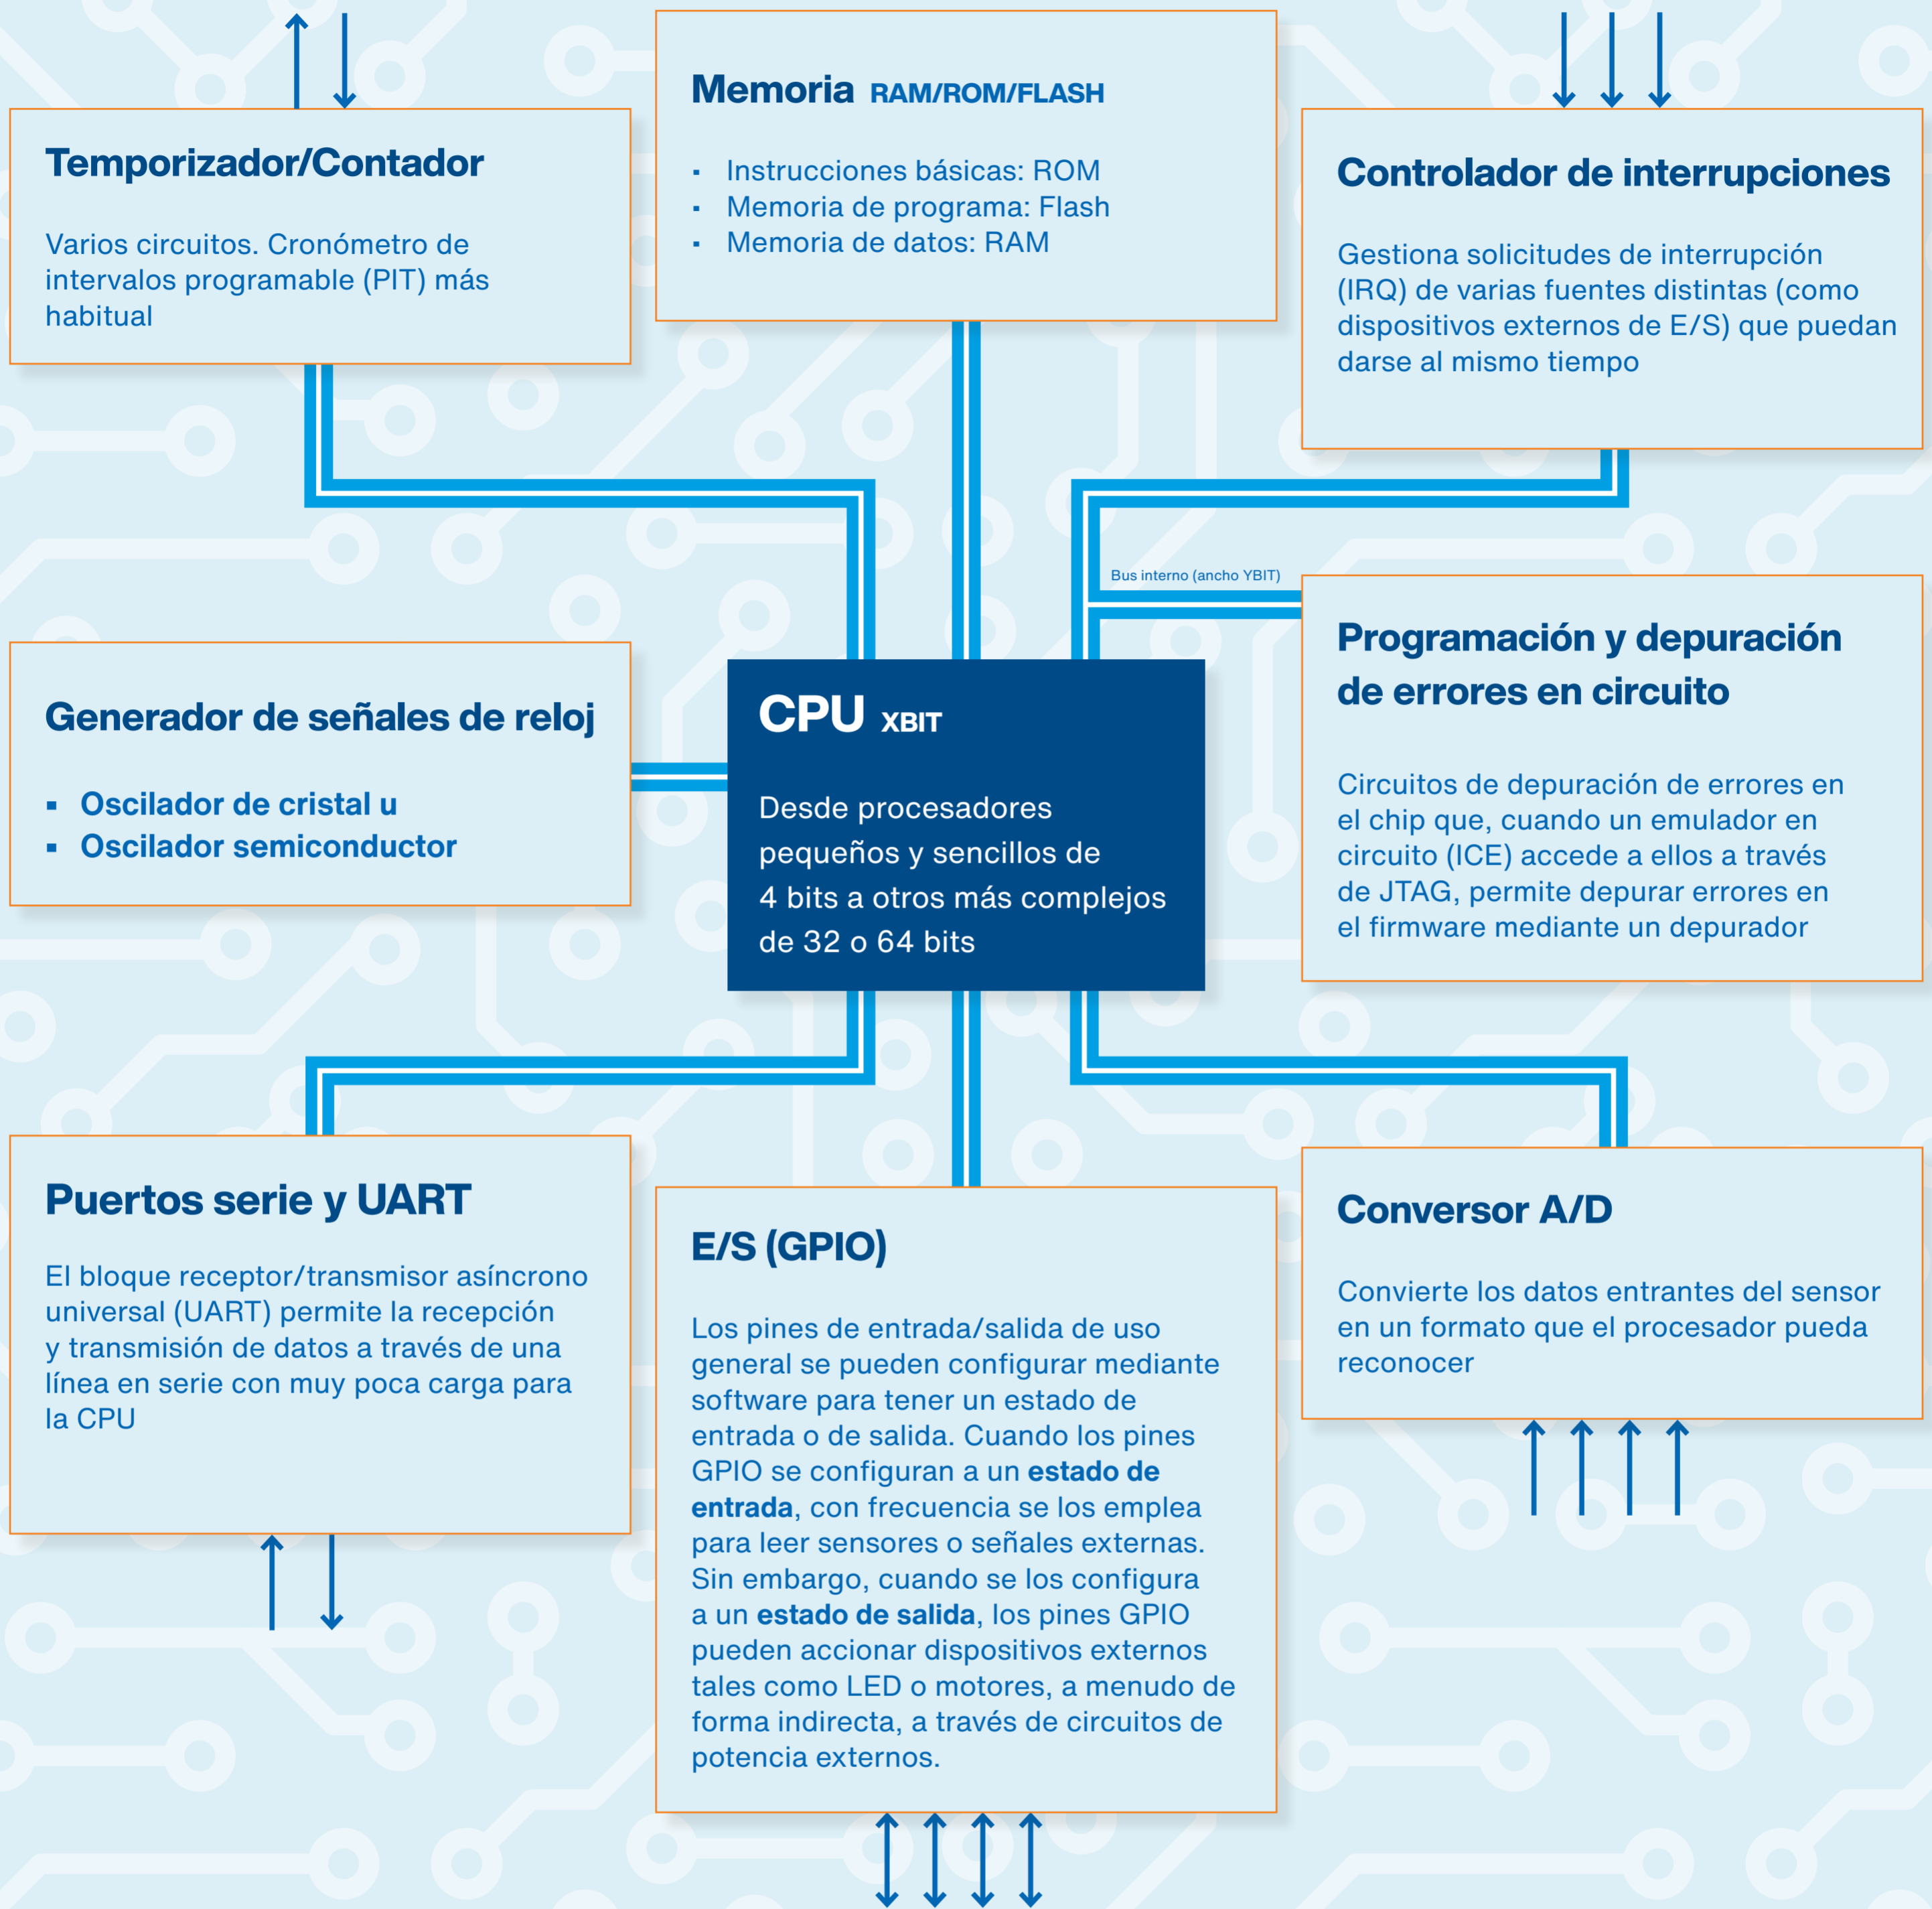 Temporizador/Contador
Varios circuitos. Cronómetro de
intervalos programable (PIT) más
habitual
Memoria RAM/ROM/FLASH
▪ Instrucciones básicas: ROM
▪ Memoria de programa: Flash
▪ Memoria de datos: RAM
Controlador de interrupciones
Gestiona solicitudes de interrupción
(IRQ) de varias fuentes distintas (como
dispositivos externos de E/S) que puedan
darse al mismo tiempo
Bus interno (ancho YBIT)
Generador de señales de reloj
▪ Oscilador de cristal u
▪ Oscilador semiconductor
CPU XBIT
Desde procesadores
pequeños y sencillos de
4 bits a otros más complejos
de 32 o 64 bits
Programación y depuración
de errores en circuito
Circuitos de depuración de errores en
el chip que, cuando un emulador en
circuito (ICE) accede a ellos a través
de JTAG, permite depurar errores en
el firmware mediante un depurador
Puertos serie y UART
El bloque receptor/transmisor asíncrono
universal (UART) permite la recepción
y transmisión de datos a través de una
línea en serie con muy poca carga para
la CPU
E/S (GPIO)
Los pines de entrada/salida de uso
general se pueden configurar mediante
software para tener un estado de
entrada o de salida. Cuando los pines
GPIO se configuran a un estado de
entrada, con frecuencia se los emplea
para leer sensores o señales externas.
Sin embargo, cuando se los configura
a un estado de salida, los pines GPIO
pueden accionar dispositivos externos
tales como LED o motores, a menudo de
forma indirecta, a través de circuitos de
potencia externos.
Conversor A/D
Convierte los datos entrantes del sensor
en un formato que el procesador pueda
reconocer